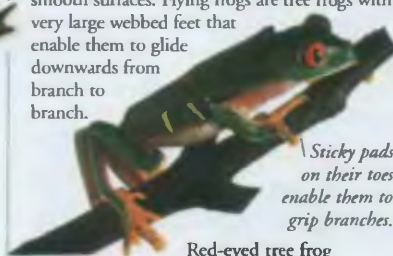 smooth surfaces. Flying frogs are tree frogs with
very large webbed feet that
enable them to glide
downwards from
branch to
branch.
Sticky pads
on their toes
enable them to
grip branches.
Red-eyed tree frog